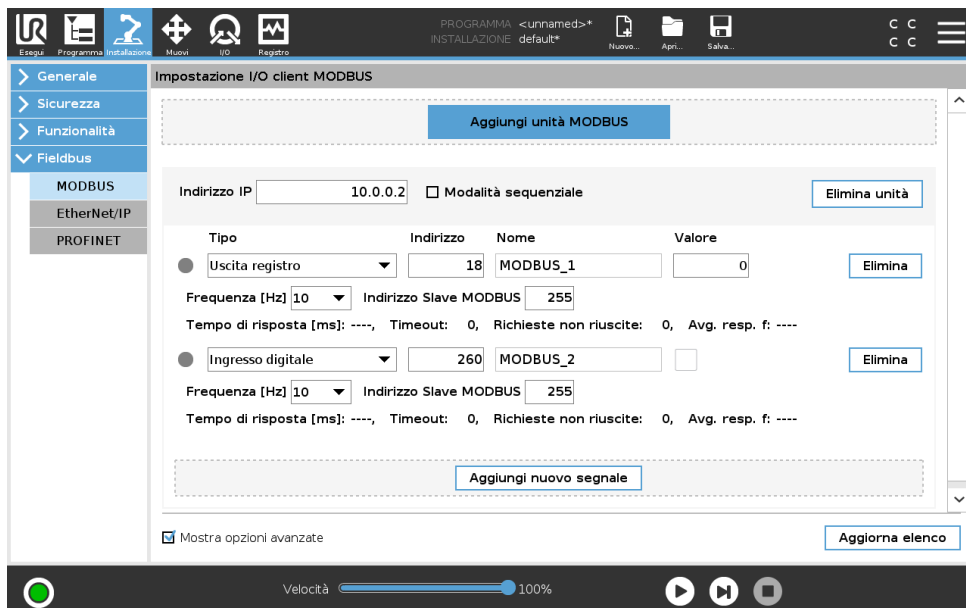 PROGRAMMA <unnamed>*
INSTALLAZIONE default*
Esegui Programma Installazione Muovi I/O Registro Nuovo... Apri... Salva...
C C
C C
Generale
Sicurezza
Funzionalità
Fieldbus
MODBUS
EtherNet/IP
PROFINET
Impostazione I/O client MODBUS
Aggiungi unità MODBUS
Indirizzo IP 10.0.0.2 Modalità sequenziale Elimina unità
Tipo Indirizzo Nome Valore
Uscita registro 18 MODBUS_1 0 Elimina
Frequenza [Hz] 10 Indirizzo Slave MODBUS 255
Tempo di risposta [ms]: ----, Timeout: 0, Richieste non riuscite: 0, Avg. resp. f: ----
Ingresso digitale 260 MODBUS_2 Elimina
Frequenza [Hz] 10 Indirizzo Slave MODBUS 255
Tempo di risposta [ms]: ----, Timeout: 0, Richieste non riuscite: 0, Avg. resp. f: ----
Aggiungi nuovo segnale
Mostra opzioni avanzate Aggiorna elenco
Velocità 100%